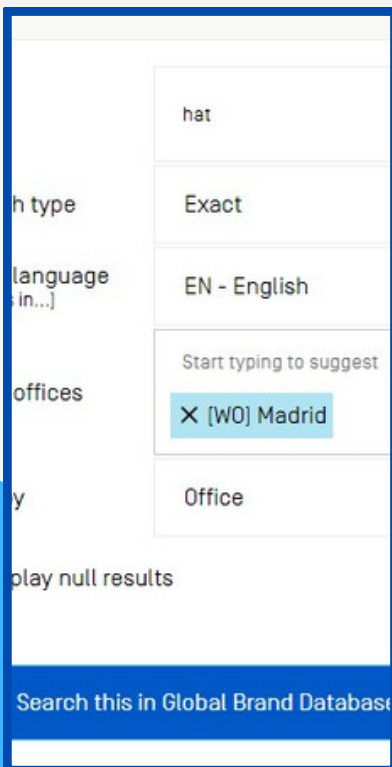 hat
h type
Exact
language
s in...]
EN - English
Start typing to suggest
offices
✕ [WO] Madrid
y
Office
play null results
Search this in Global Brand Database